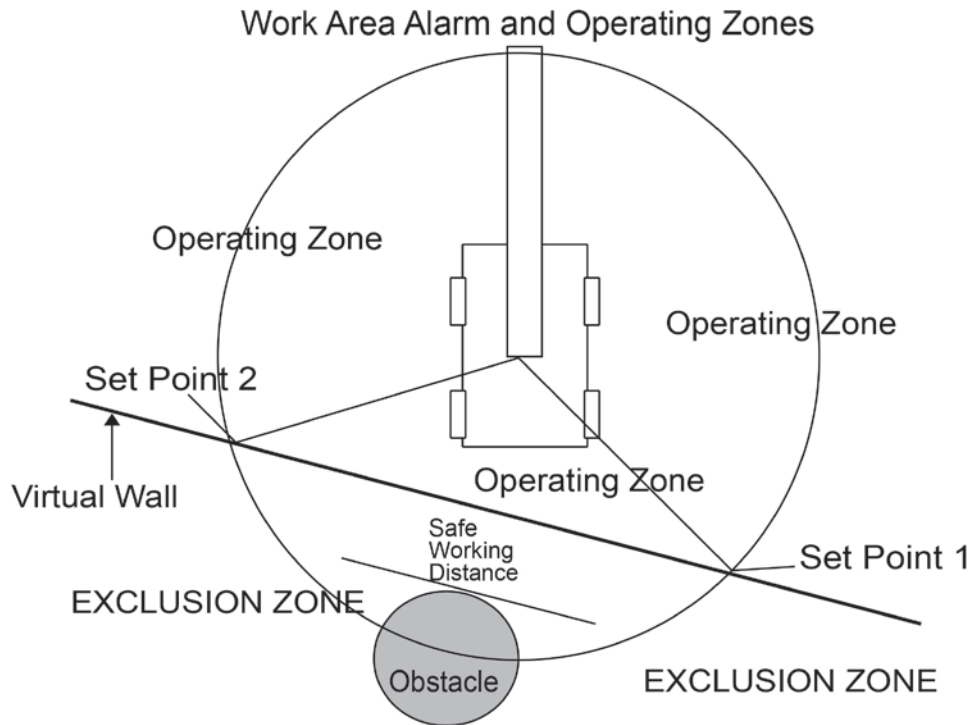 Work Area Alarm and Operating Zones
Operating Zone
Operating Zone
Set Point 2
Operating Zone
Virtual Wall
Safe
Working
Distance
Set Point 1
EXCLUSION ZONE
Obstacle
EXCLUSION ZONE